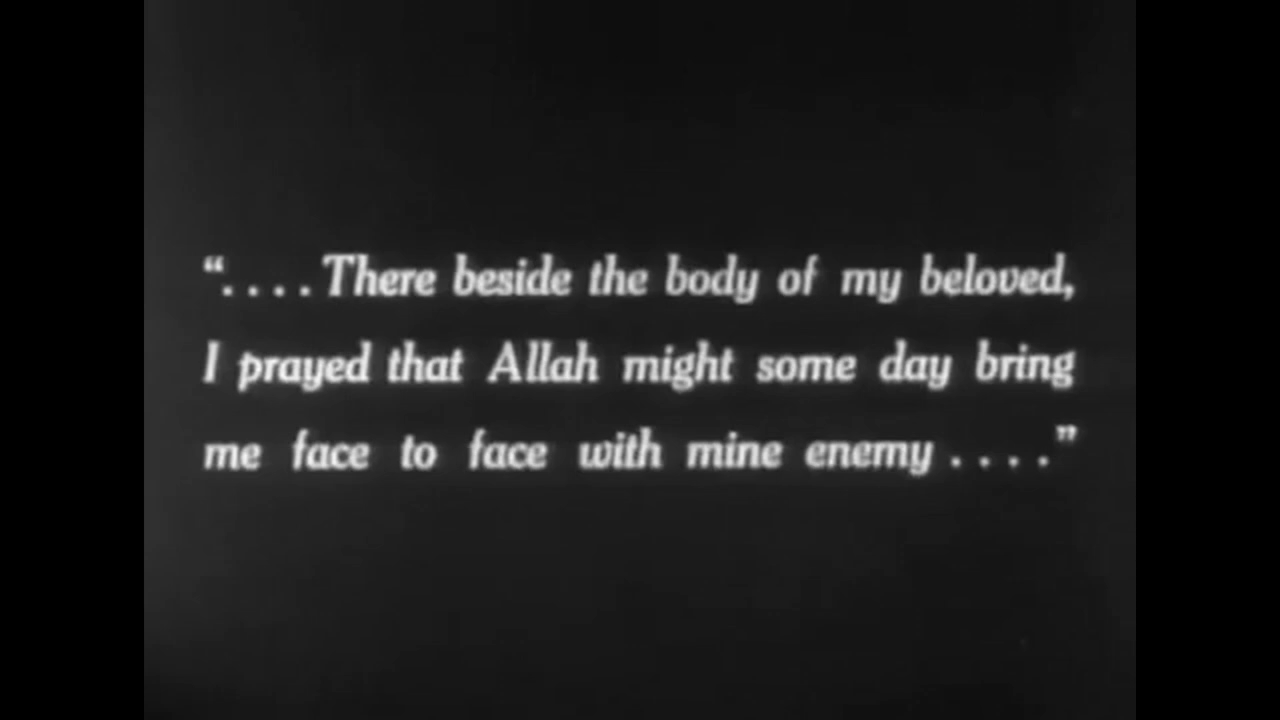 “. . . . There beside the body of my beloved,
I prayed that Allah might some day bring
me face to face with mine enemy . . . .”